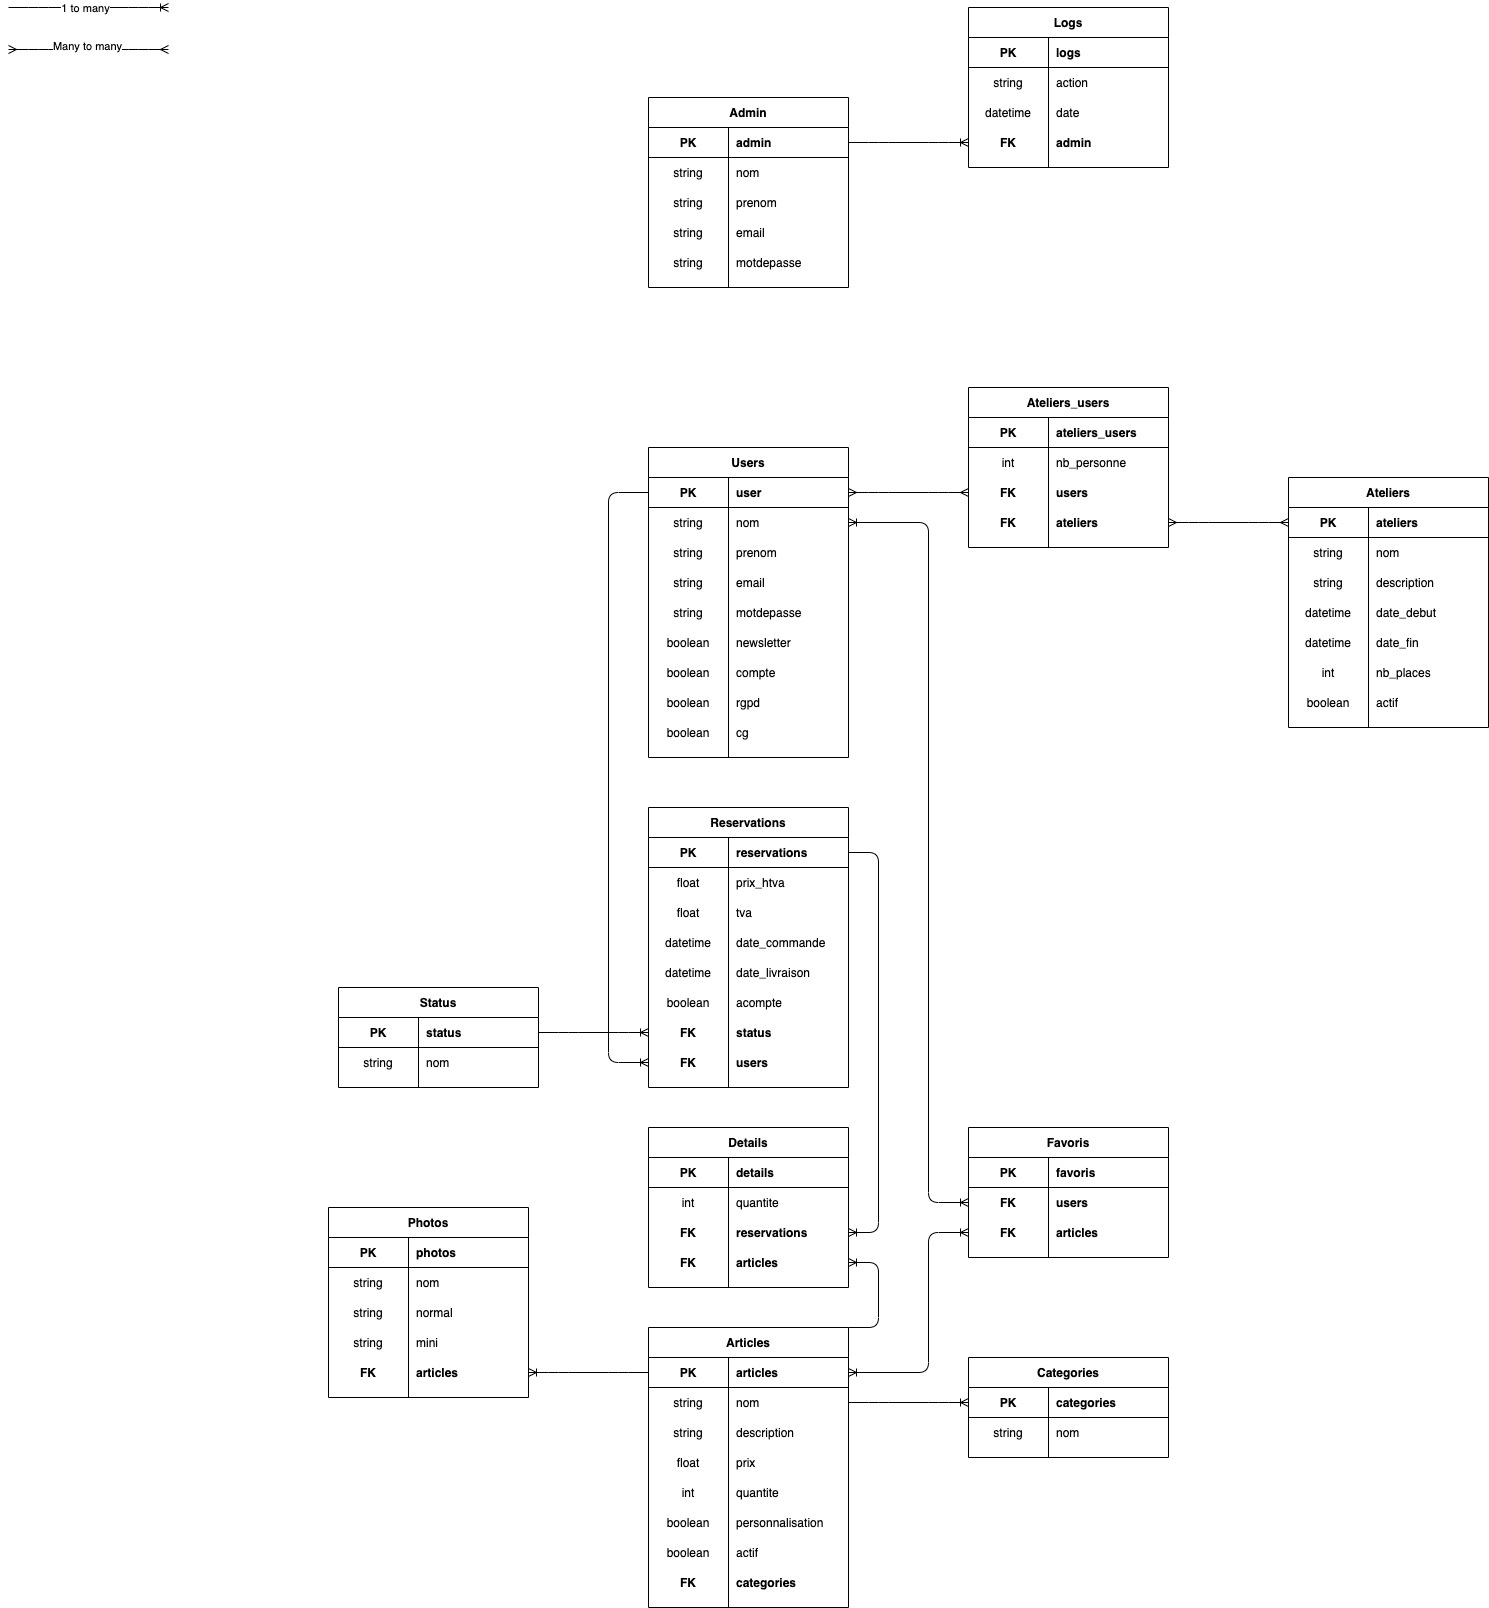 1 to many
Many to many
Logs
PK logs
string action
datetime date
FK admin
Admin
PK admin
string nom
string prenom
string email
string motdepasse
Ateliers_users
PK ateliers_users
int nb_personne
FK users
FK ateliers
Users
PK user
string nom
string prenom
string email
string motdepasse
boolean newsletter
boolean compte
boolean rgpd
boolean cg
Ateliers
PK ateliers
string nom
string description
datetime date_debut
datetime date_fin
int nb_places
boolean actif
Reservations
PK reservations
float prix_htva
float tva
datetime date_commande
datetime date_livraison
boolean acompte
FK status
FK users
Status
PK status
string nom
Details
PK details
int quantite
FK reservations
FK articles
Favoris
PK favoris
FK users
FK articles
Photos
PK photos
string nom
string normal
string mini
FK articles
Articles
PK articles
string nom
string description
float prix
int quantite
boolean personnalisation
boolean actif
FK categories
Categories
PK categories
string nom